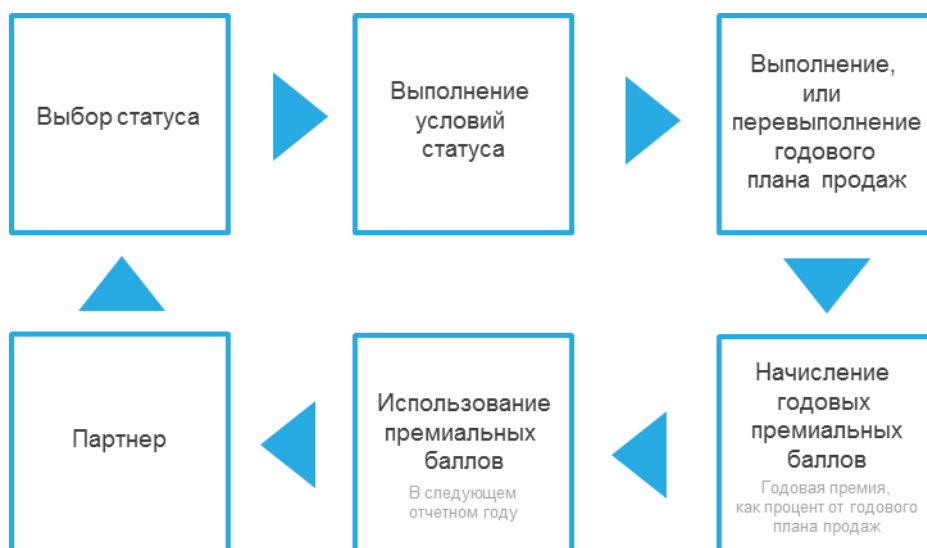 Выбор статуса
Выполнение
условий
статуса
Выполнение,
или
перевыполнение
годового
плана продаж
Партнер
Использование
премиальных
баллов
В следующем
отчетном году
Начисление
годовых
премиальных
баллов
Годовая премия,
как процент от годового
плана продаж